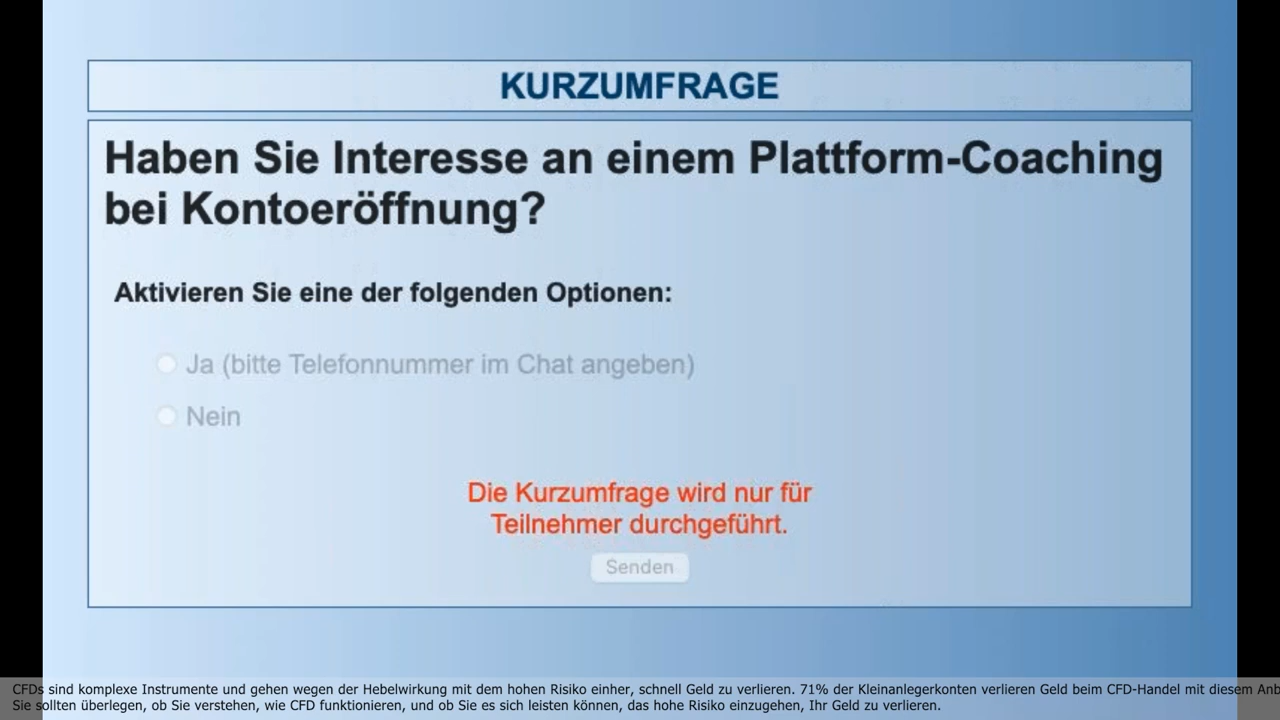 KURZUMFRAGE
Haben Sie Interesse an einem Plattform-Coaching
bei Kontoeröffnung?
Aktivieren Sie eine der folgenden Optionen:
Ja (bitte Telefonnummer im Chat angeben)
Nein
Die Kurzumfrage wird nur für
Teilnehmer durchgeführt.
Senden
CFDs sind komplexe Instrumente und gehen wegen der Hebelwirkung mit dem hohen Risiko einher, schnell Geld zu verlieren. 71% der Kleinanlegerkonten verlieren Geld beim CFD-Handel mit diesem Anb
Sie sollten überlegen, ob Sie verstehen, wie CFD funktionieren, und ob Sie es sich leisten können, das hohe Risiko einzugehen, Ihr Geld zu verlieren.